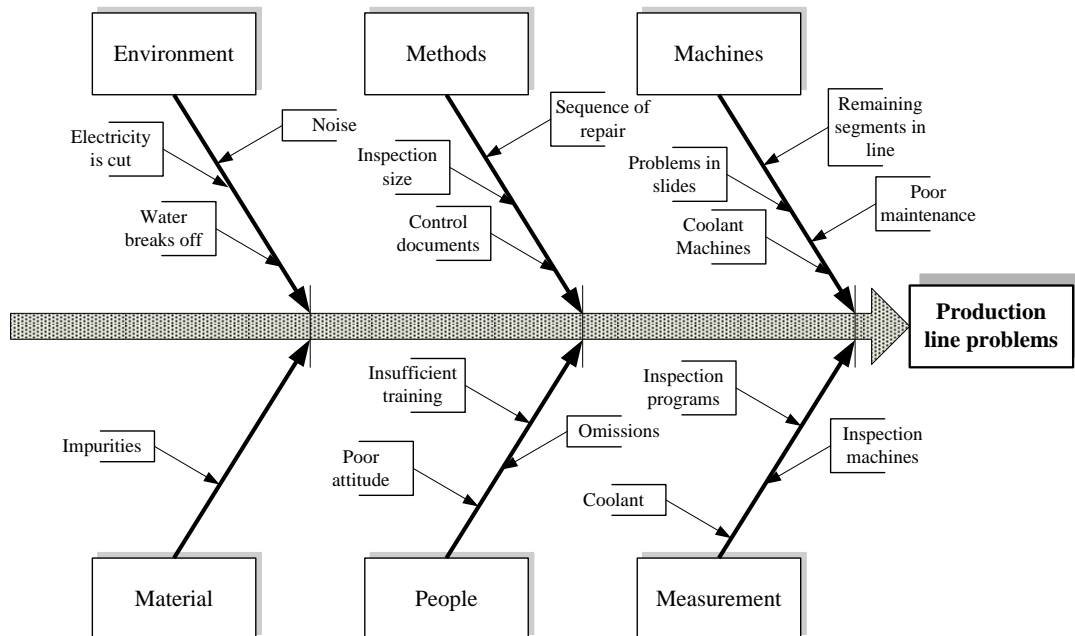 Environment
Methods
Machines
Noise
Electricity
is cut
Water
breaks off
Sequence of
repair
Inspection
size
Control
documents
Remaining
segments in
line
Problems in
slides
Poor
maintenance
Coolant
Machines
Production
line problems
Impurities
Insufficient
training
Omissions
Poor
attitude
Inspection
programs
Inspection
machines
Coolant
Material
People
Measurement